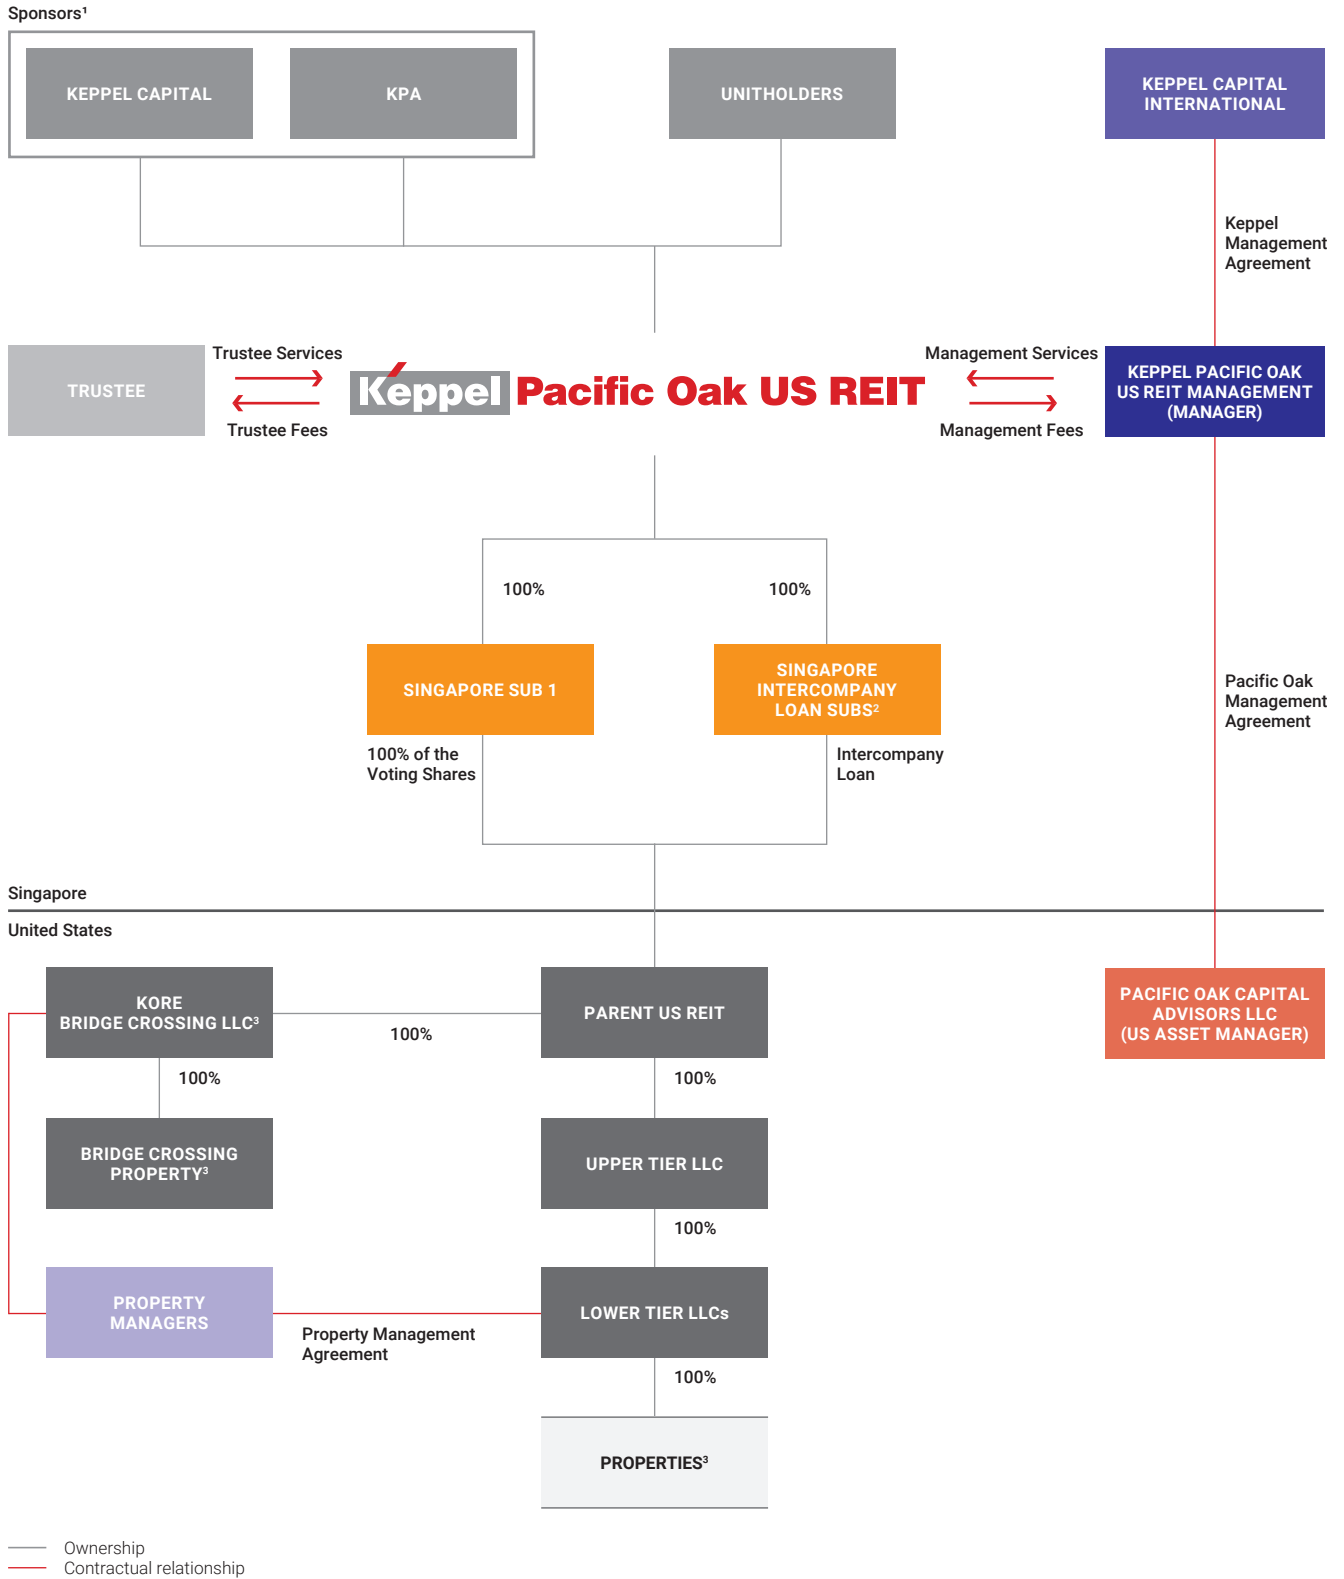 Sponsors¹
KEPPEL CAPITAL
KPA
UNITHOLDERS
KEPPEL CAPITAL
INTERNATIONAL
Keppel
Management
Agreement
TRUSTEE
Trustee Services
Trustee Fees
Keppel Pacific Oak US REIT
Management Services
Management Fees
KEPPEL PACIFIC OAK
US REIT MANAGEMENT
(MANAGER)
100%
100%
SINGAPORE SUB 1
SINGAPORE
INTERCOMPANY
LOAN SUBS²
Pacific Oak
Management
Agreement
100% of the
Voting Shares
Intercompany
Loan
Singapore
United States
KORE
BRIDGE CROSSING LLC³
100%
PARENT US REIT
PACIFIC OAK CAPITAL
ADVISORS LLC
(US ASSET MANAGER)
100%
100%
BRIDGE CROSSING
PROPERTY³
UPPER TIER LLC
100%
PROPERTY
MANAGERS
Property Management
Agreement
LOWER TIER LLCs
100%
PROPERTIES³
Ownership
Contractual relationship